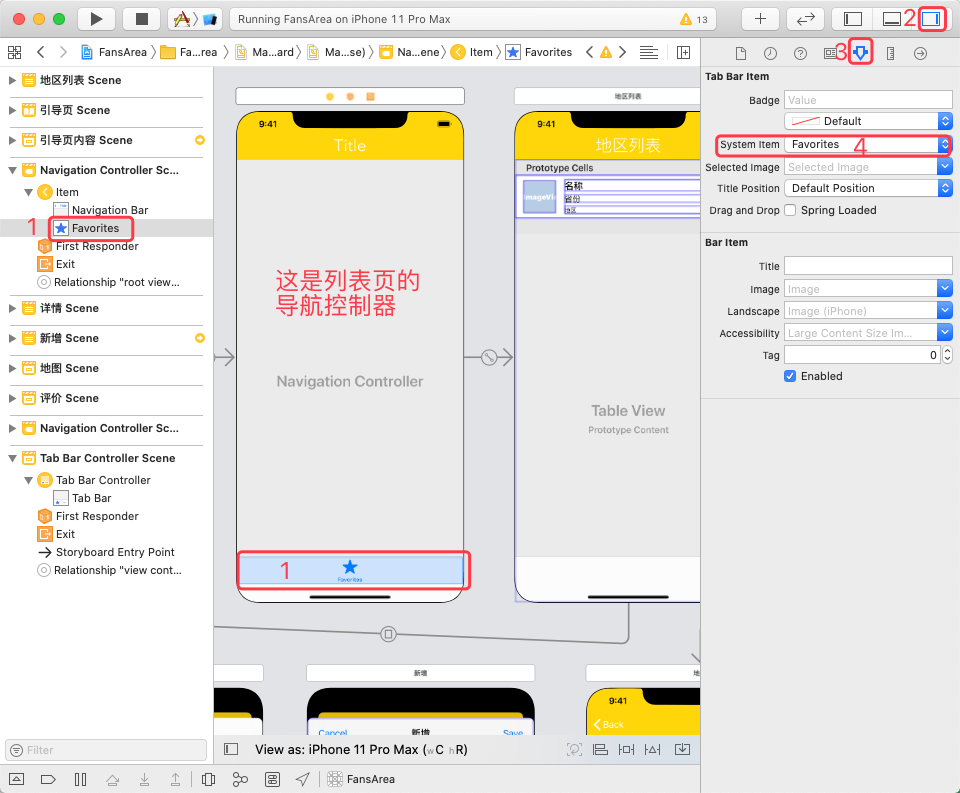 Running FansArea on iPhone 11 Pro Max
13
2
FansArea
Fa...rea
Ma...ard
Ma...se)
Na...ene
Item
Favorites
3
地区列表 Scene
引导页 Scene
引导页内容 Scene
Navigation Controller Sc...
Item
Navigation Bar
1
Favorites
First Responder
Exit
Relationship "root view...
详情 Scene
新增 Scene
地图 Scene
评价 Scene
Navigation Controller Sc...
Tab Bar Controller Scene
Tab Bar Controller
Tab Bar
First Responder
Exit
Storyboard Entry Point
Relationship "view cont...
Filter
9:41
Title
这是列表页的
导航控制器
Navigation Controller
1
Favorites
地区列表
9:41
地区列表
Prototype Cells
名称
省份
地区
Table View
Prototype Content
新增
Cancel
新增
Save
9:41
Back
View as: iPhone 11 Pro Max (wC hR)
FansArea
Tab Bar Item
Badge
Value
Default
System Item
Favorites
4
Selected Image
Selected Image
Title Position
Default Position
Drag and Drop
Spring Loaded
Bar Item
Title
Image
Image
Landscape
Image (iPhone)
Accessibility
Large Content Size Im...
Tag
0
Enabled